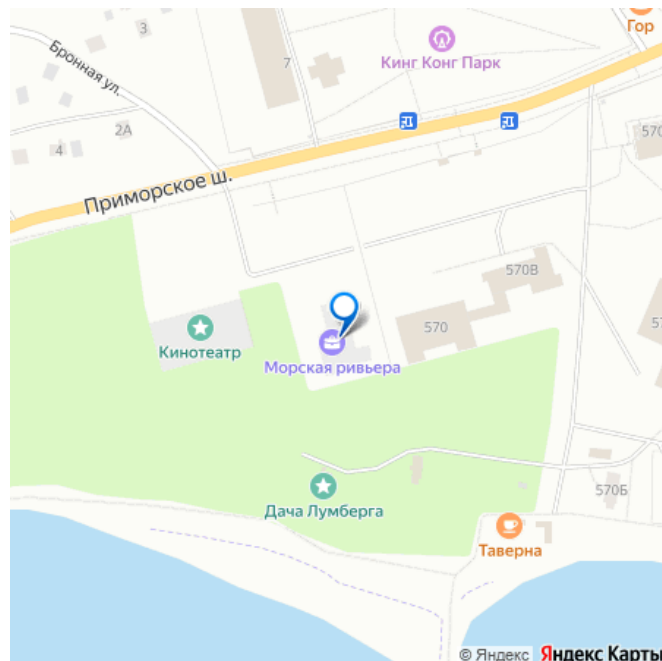 Гор
3
Бронная ул.
7
Кинг Конг Парк
2А
4
570
Приморское ш.
570В
570
57
Кинотеатр
Морская ривьера
570Б
Дача Лумберга
Таверна
© Яндекс Яндекс Карты